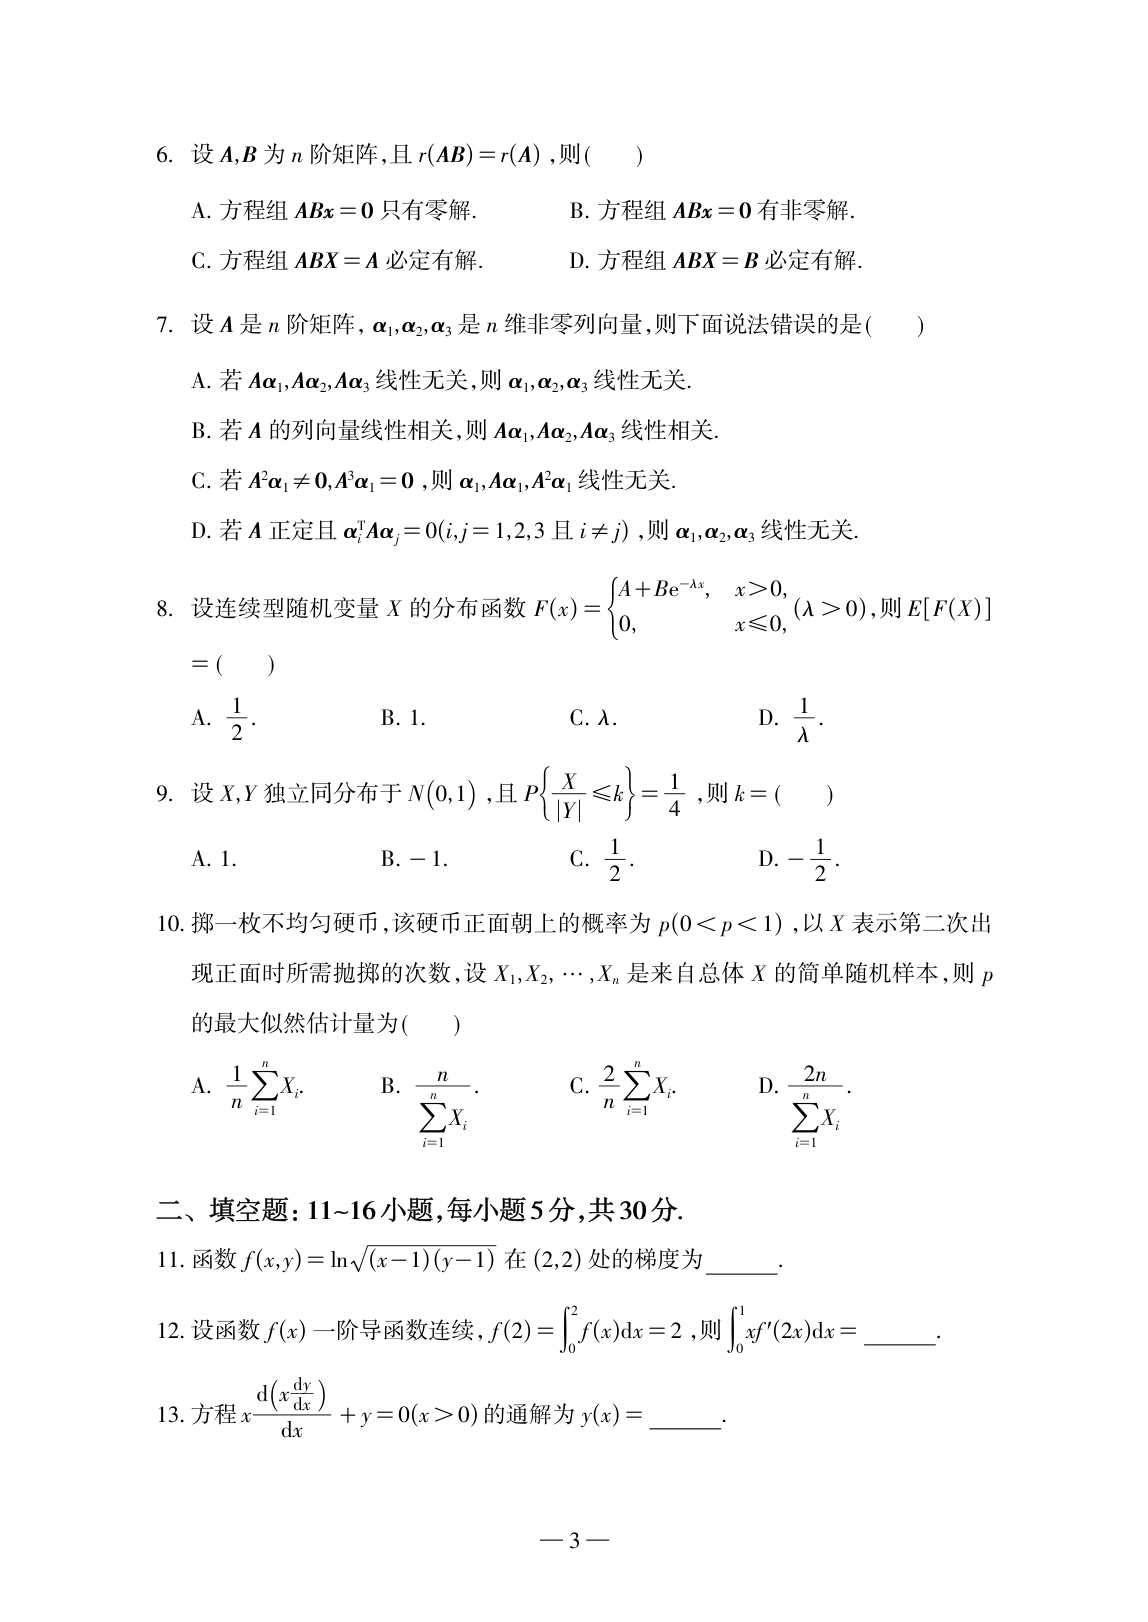 6. 设 A,B 为 n 阶矩阵,且 r(AB)=r(A) ,则(  )
A. 方程组 ABx=0 只有零解. B. 方程组 ABx=0 有非零解.
C. 方程组 ABX=A 必定有解. D. 方程组 ABX=B 必定有解.
7. 设 A 是 n 阶矩阵, α₁,α₂,α₃ 是 n 维非零列向量,则下面说法错误的是(  )
A. 若 Aα₁,Aα₂,Aα₃ 线性无关,则 α₁,α₂,α₃ 线性无关.
B. 若 A 的列向量线性相关,则 Aα₁,Aα₂,Aα₃ 线性相关.
C. 若 A²α₁≠0,A³α₁=0 ,则 α₁,Aα₁,A²α₁ 线性无关.
D. 若 A 正定且 αᵢᵀAαⱼ=0(i,j=1,2,3 且 i≠j) ,则 α₁,α₂,α₃ 线性无关.
8. 设连续型随机变量 X 的分布函数 F(x)={A+Be^{-λx}, x>0, 0, x≤0, (λ>0),则 E[F(X)]
=(  )
A. 1/2. B. 1. C. λ. D. 1/λ.
9. 设 X,Y 独立同分布于 N(0,1) ,且 P{X/|Y|≤k}=1/4 ,则 k=(  )
A. 1. B. -1. C. 1/2. D. -1/2.
10. 掷一枚不均匀硬币,该硬币正面朝上的概率为 p(0<p<1) ,以 X 表示第二次出
现正面时所需抛掷的次数,设 X₁,X₂, ⋯ ,Xₙ 是来自总体 X 的简单随机样本,则 p
的最大似然估计量为(  )
A. 1/n ∑_{i=1}^{n} Xᵢ. B. n/∑_{i=1}^{n} Xᵢ. C. 2/n ∑_{i=1}^{n} Xᵢ. D. 2n/∑_{i=1}^{n} Xᵢ.
二、填空题: 11~16 小题,每小题 5 分,共 30 分.
11. 函数 f(x,y)=ln√((x-1)(y-1)) 在 (2,2) 处的梯度为______.
12. 设函数 f(x) 一阶导函数连续, f(2)=∫₀² f(x)dx=2 ,则 ∫₀¹ xf′(2x)dx=______.
13. 方程 x d(x dy/dx)/dx +y=0(x>0) 的通解为 y(x)=______.
— 3 —